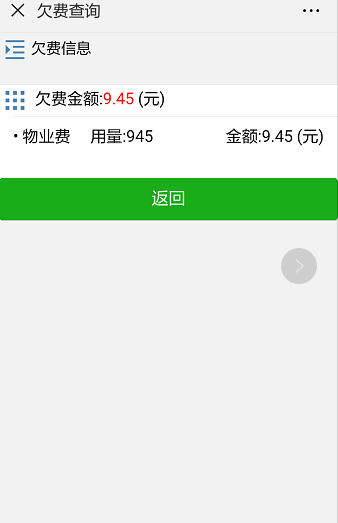 欠费查询
欠费信息
欠费金额:9.45 (元)
• 物业费 用量:945 金额:9.45 (元)
返回